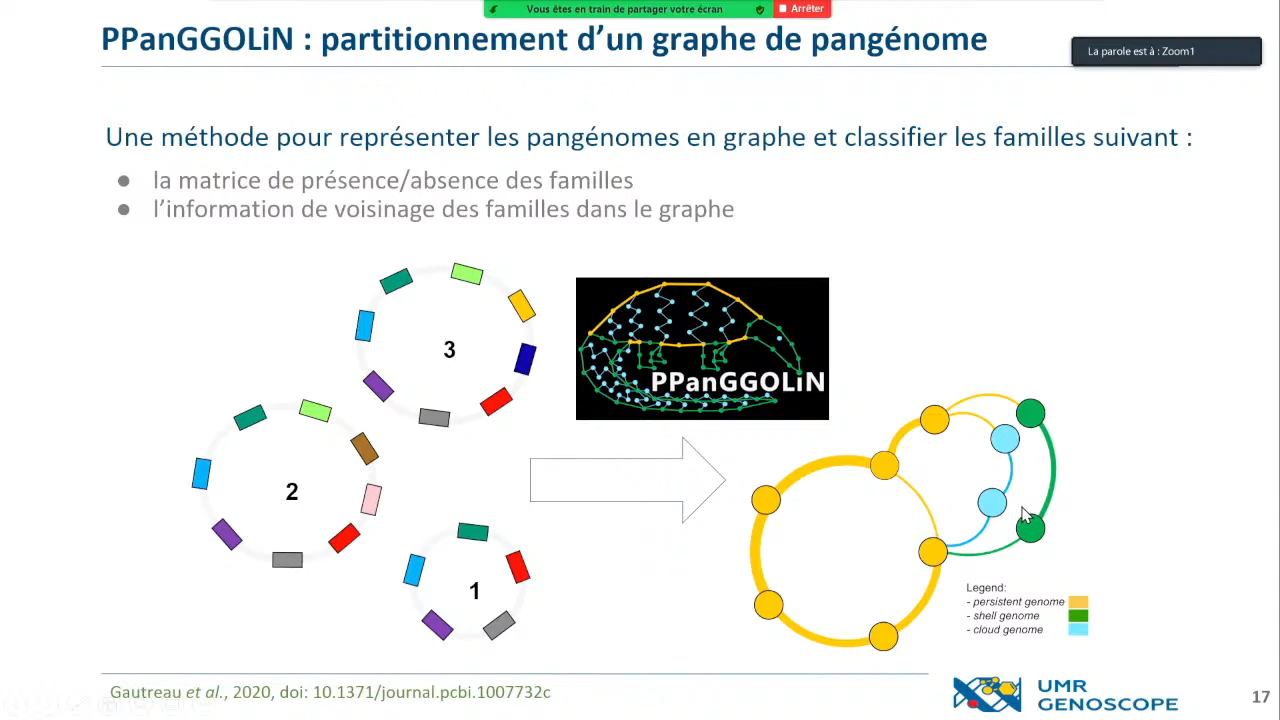 Vous êtes en train de partager votre écran
Arrêter
PPanGGOLiN : partitionnement d’un graphe de pangénome
La parole est à : Zoom1
Une méthode pour représenter les pangénomes en graphe et classifier les familles suivant :
● la matrice de présence/absence des familles
● l’information de voisinage des familles dans le graphe
3
PPanGGOLiN
2
1
Legend:
- persistent genome
- shell genome
- cloud genome
Gautreau et al., 2020, doi: 10.1371/journal.pcbi.1007732c
UMR
GENOSCOPE
17